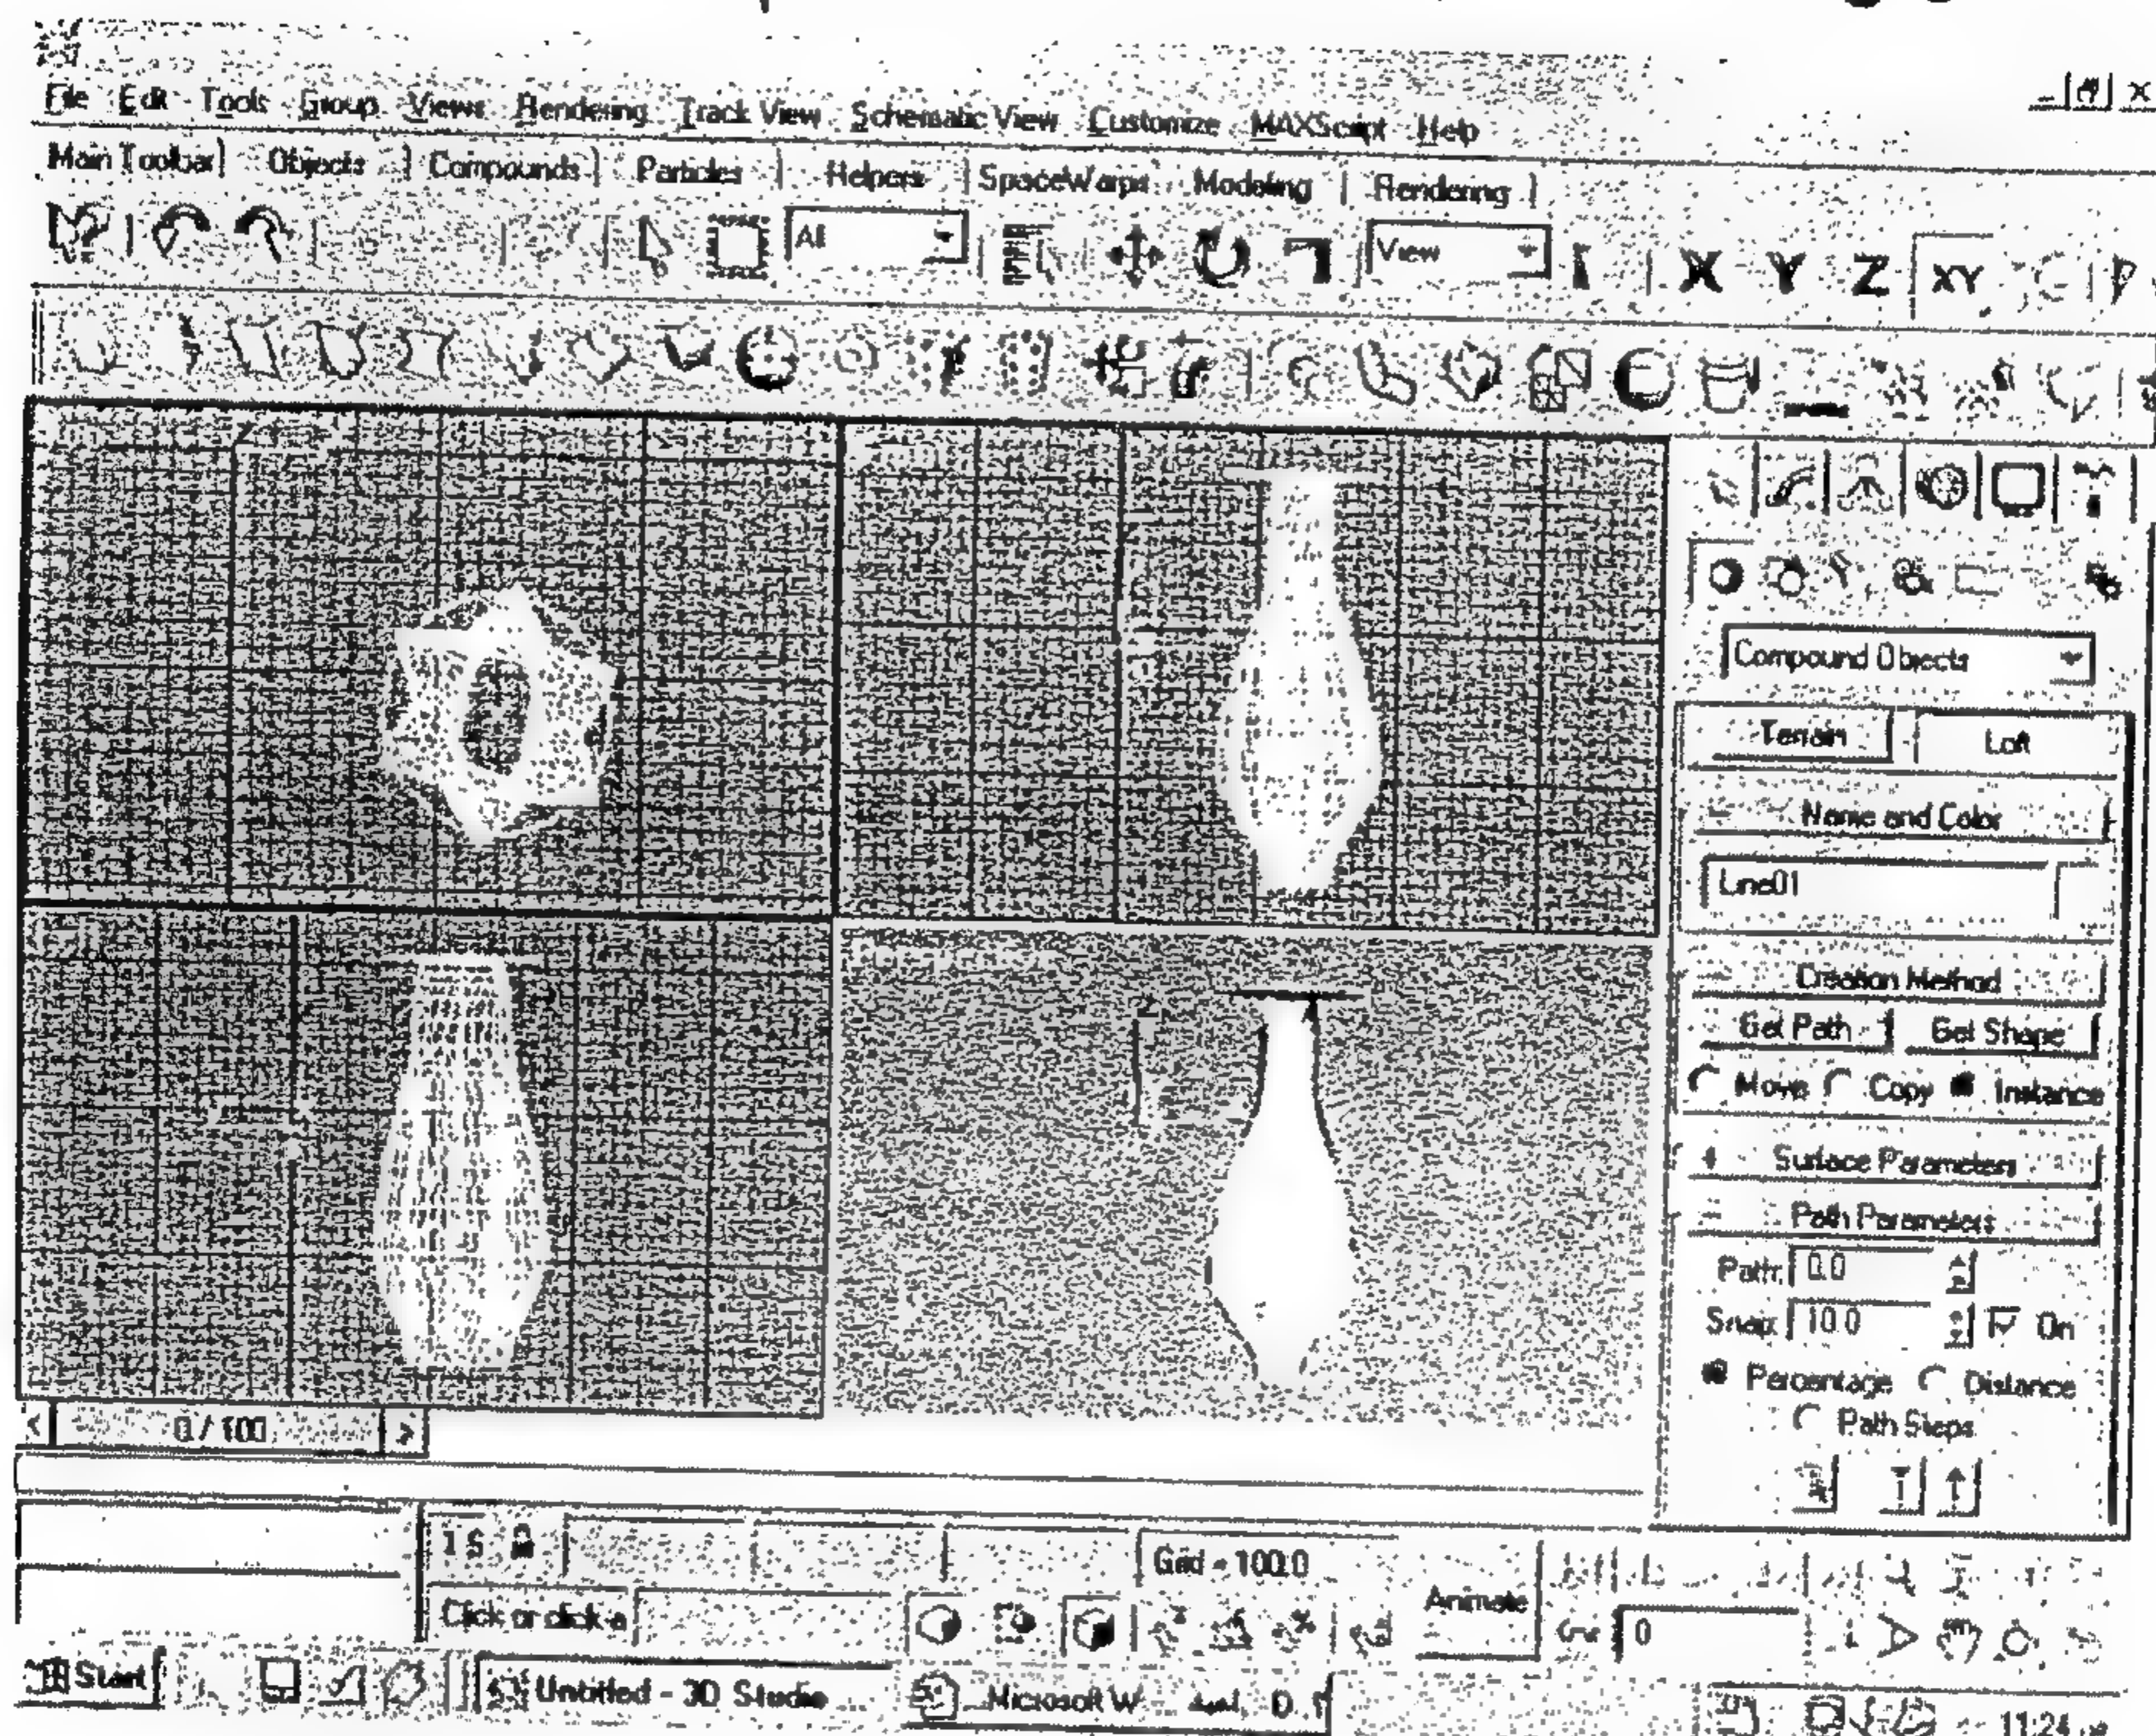 File Edit Tools Group Views Rendering Track View Schematic View Customize MAXScript Help
Main Toolbar Objects Compounds Particles Helpers SpaceWarps Modeling Rendering
All View X Y Z XY
Compound Objects
Terrain Loft
Name and Color
Line01
Creation Method
Get Path Get Shape
Move Copy Instance
+ Surface Parameters
- Path Parameters
Path: 0.0
Snap: 10.0 On
Percentage Distance
Path Steps
< 0 / 100 >
Grid = 100.0
Click or click-a
Animate
0
Start Untitled - 3D Studio Microsoft W
11:24